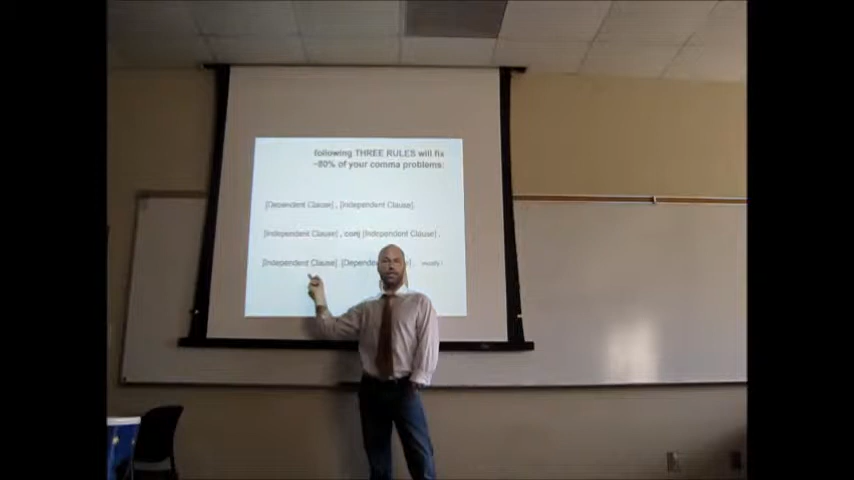 following THREE RULES will fix
~80% of your comma problems:
[Dependent Clause] , [Independent Clause].
[Independent Clause] , conj [Independent Clause] .
[Independent Clause] [Depende e] .